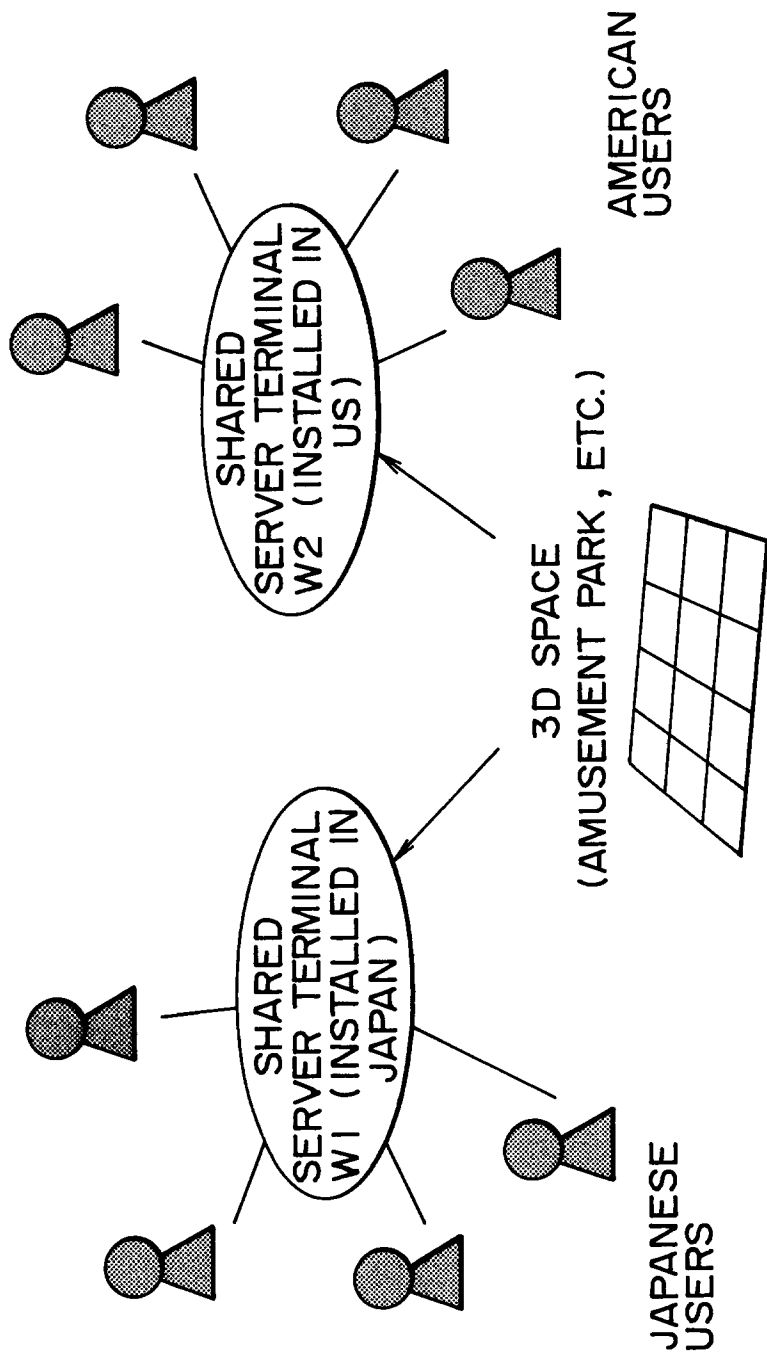 SHARED
SERVER TERMINAL
W1 (INSTALLED IN
JAPAN)
SHARED
SERVER TERMINAL
W2 (INSTALLED IN
US)
3D SPACE
(AMUSEMENT PARK, ETC.)
JAPANESE
USERS
AMERICAN
USERS